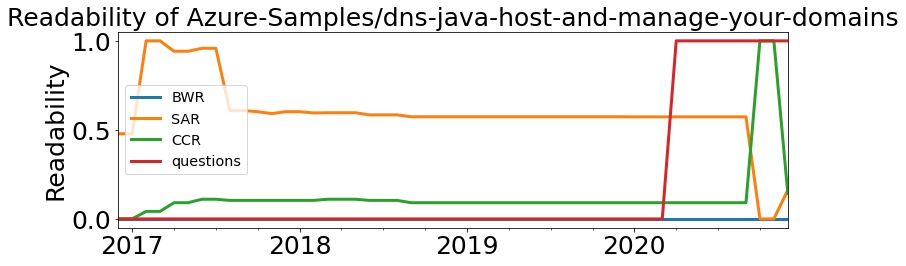 Readability of Azure-Samples/dns-java-host-and-manage-your-domains
Readability
1.0
0.5
0.0
BWR
SAR
CCR
questions
2017
2018
2019
2020